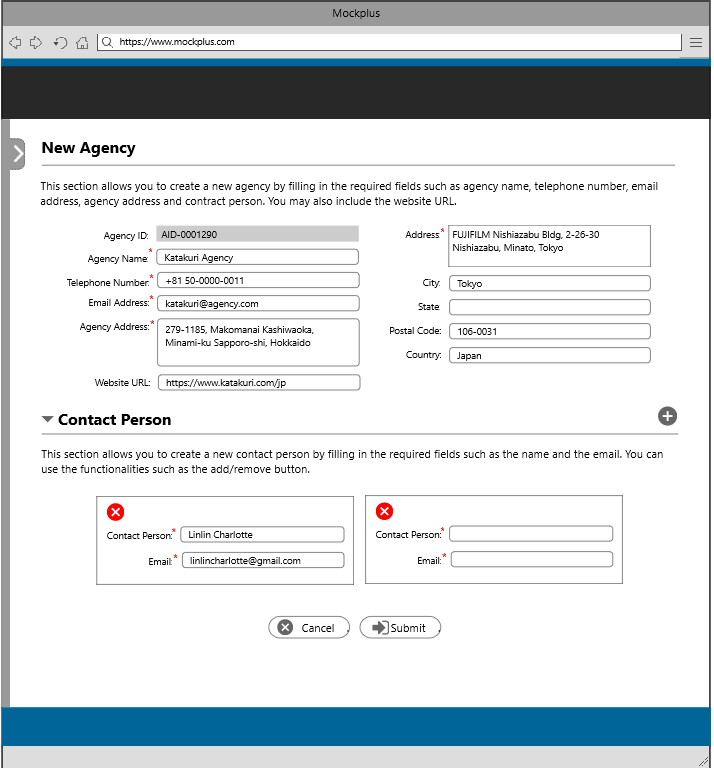 Mockplus
https://www.mockplus.com
New Agency
This section allows you to create a new agency by filling in the required fields such as agency name, telephone number, email
address, agency address and contract person. You may also include the website URL.
Agency ID: AID-0001290
Agency Name:* Katakuri Agency
Telephone Number:* +81 50-0000-0011
Email Address:* katakuri@agency.com
Agency Address:* 279-1185, Makomanai Kashiwaoka,
Minami-ku Sapporo-shi, Hokkaido
Website URL: https://www.katakuri.com/jp
Address:* FUJIFILM Nishiazabu Bldg, 2-26-30
Nishiazabu, Minato, Tokyo
City: Tokyo
State:
Postal Code: 106-0031
Country: Japan
Contact Person
This section allows you to create a new contact person by filling in the required fields such as the name and the email. You can
use the functionalities such as the add/remove button.
Contact Person:* Linlin Charlotte
Email:* linlincharlotte@gmail.com
Contact Person:*
Email:*
Cancel
Submit